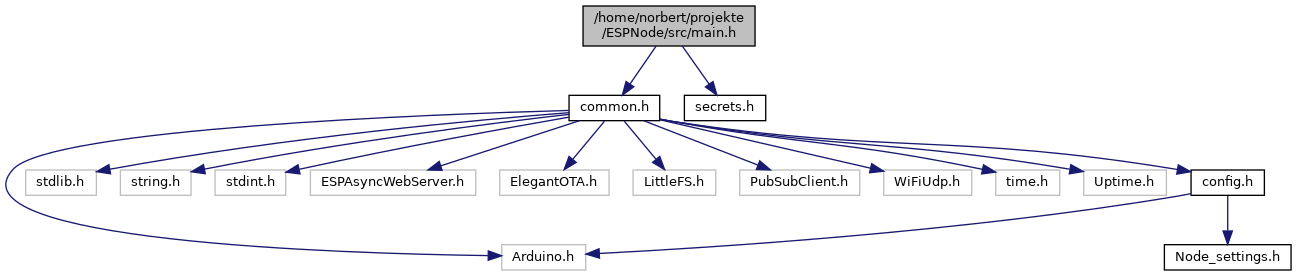 /home/norbert/projekte
/ESPNode/src/main.h
common.h
secrets.h
stdlib.h
string.h
stdint.h
ESPAsyncWebServer.h
ElegantOTA.h
LittleFS.h
PubSubClient.h
WiFiUdp.h
time.h
Uptime.h
config.h
Arduino.h
Node_settings.h